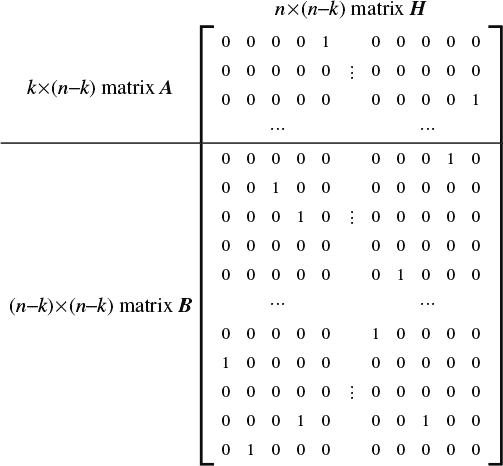 n×(n–k) matrix H
0 0 0 0 1 0 0 0 0 0
k×(n–k) matrix A 0 0 0 0 0 ⋮ 0 0 0 0 0
0 0 0 0 0 0 0 0 0 1
... ...
0 0 0 0 0 0 0 0 1 0
0 0 1 0 0 0 0 0 0 0
0 0 0 1 0 ⋮ 0 0 0 0 0
0 0 0 0 0 0 0 0 0 0
0 0 0 0 0 0 1 0 0 0
(n–k)×(n–k) matrix B ... ...
0 0 0 0 0 1 0 0 0 0
1 0 0 0 0 0 0 0 0 0
0 0 0 0 0 ⋮ 0 0 0 0 0
0 0 0 1 0 0 0 1 0 0
0 1 0 0 0 0 0 0 0 0